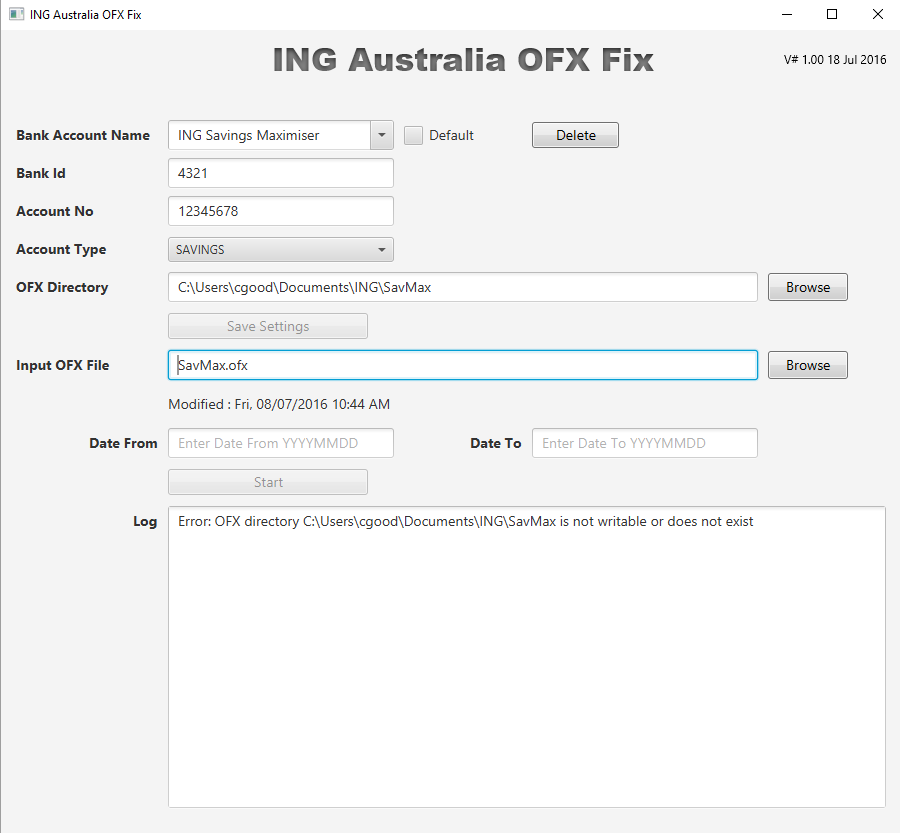 ING Australia OFX Fix
ING Australia OFX Fix
V# 1.00 18 Jul 2016
Bank Account Name ING Savings Maximiser Default Delete
Bank Id 4321
Account No 12345678
Account Type SAVINGS
OFX Directory C:\Users\cgood\Documents\ING\SavMax Browse
Save Settings
Input OFX File SavMax.ofx Browse
Modified : Fri, 08/07/2016 10:44 AM
Date From Enter Date From YYYYMMDD Date To Enter Date To YYYYMMDD
Start
Log Error: OFX directory C:\Users\cgood\Documents\ING\SavMax is not writable or does not exist